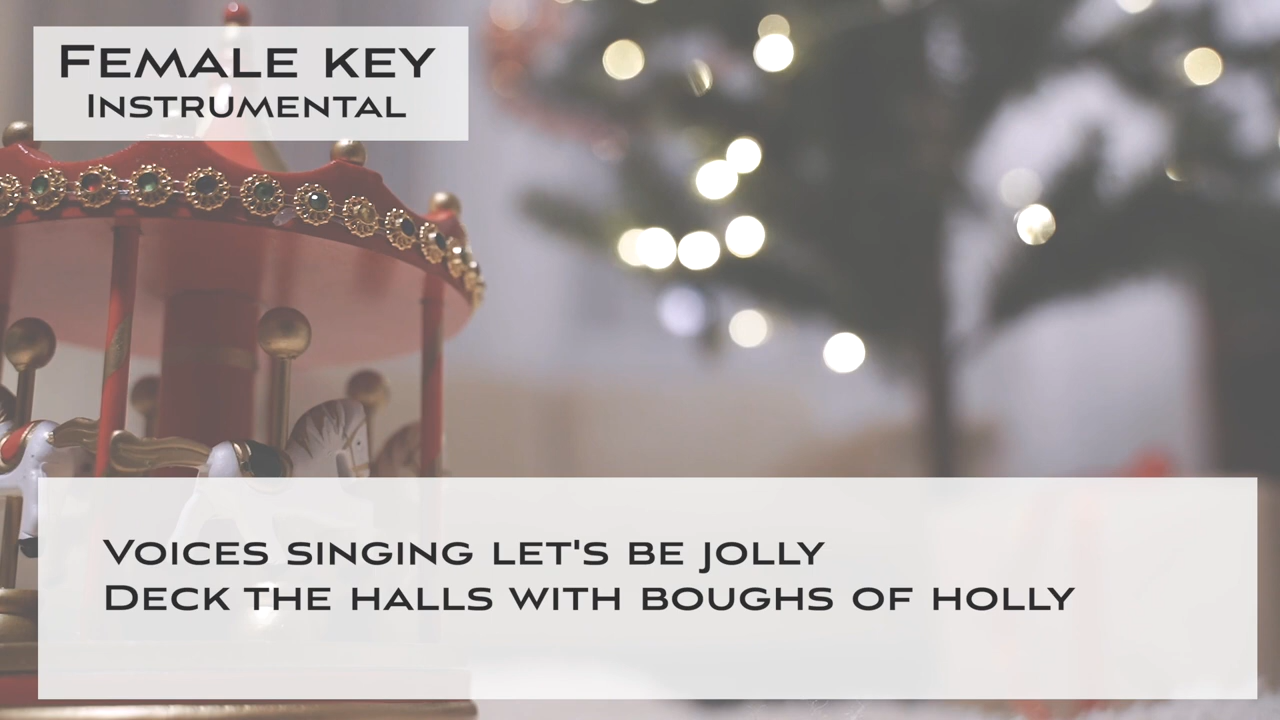 Female key
Instrumental
Voices singing let's be jolly
Deck the halls with boughs of holly